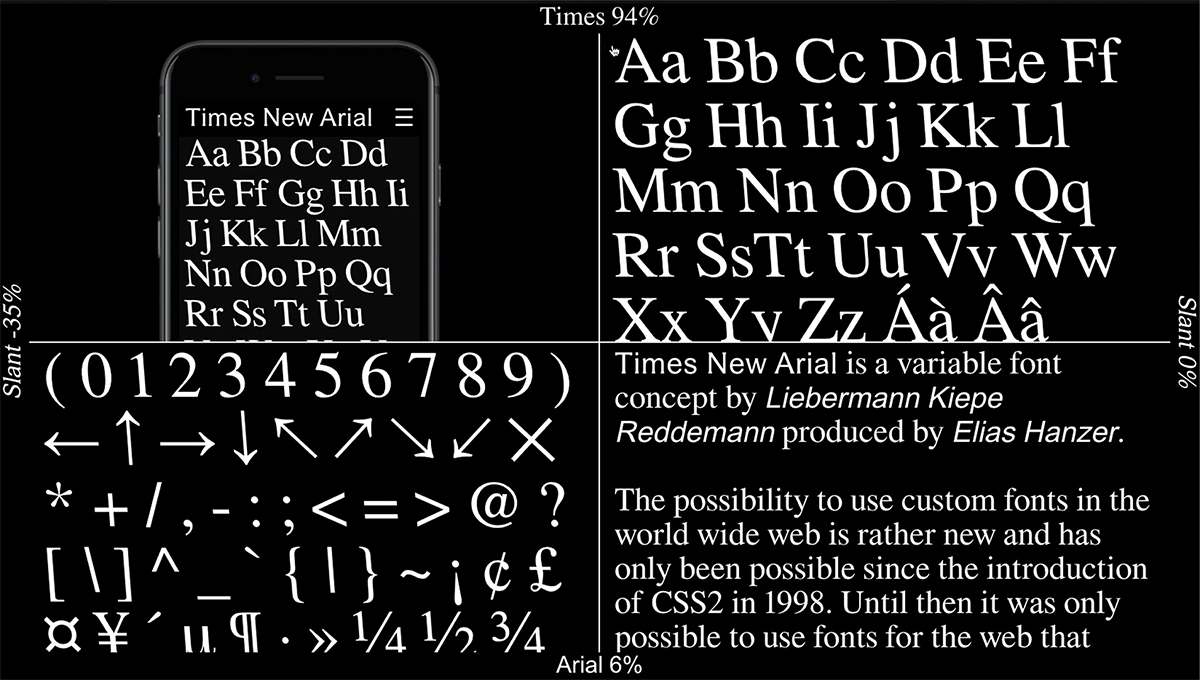 Times 94%
Times New Arial ☰
Aa Bb Cc Dd
Ee Ff Gg Hh Ii
Jj Kk Ll Mm
Nn Oo Pp Qq
Rr Ss Tt Uu
Aa Bb Cc Dd Ee Ff
Gg Hh Ii Jj Kk Ll
Mm Nn Oo Pp Qq
Rr SsTt Uu Vv Ww
Xx Yy Zz Áà Ââ
Slant -35%
Slant 0%
( 0 1 2 3 4 5 6 7 8 9 )
← ↑ → ↓ ↖ ↗ ↘ ↙ ×
* + / , - : ; < = > @ ?
[ \ ] ^ _ ` { | } ~ ¡ ¢ £
¤ ¥ ´ µ ¶ · » ¼ ½ ¾
Times New Arial is a variable font
concept by Liebermann Kiepe
Reddemann produced by Elias Hanzer.
The possibility to use custom fonts in the
world wide web is rather new and has
only been possible since the introduction
of CSS2 in 1998. Until then it was only
possible to use fonts for the web that
Arial 6%